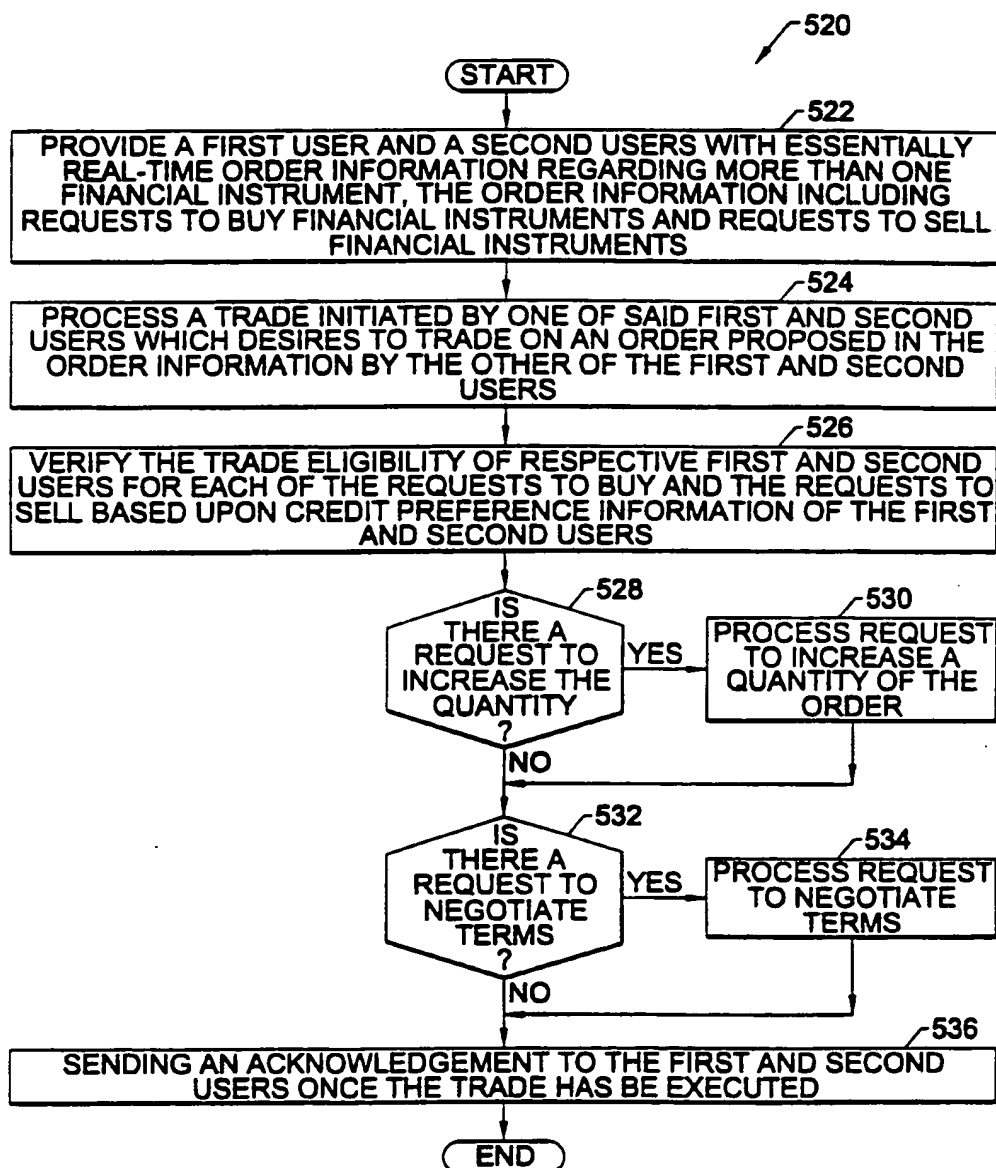 520
START
522
PROVIDE A FIRST USER AND A SECOND USERS WITH ESSENTIALLY
REAL-TIME ORDER INFORMATION REGARDING MORE THAN ONE
FINANCIAL INSTRUMENT, THE ORDER INFORMATION INCLUDING
REQUESTS TO BUY FINANCIAL INSTRUMENTS AND REQUESTS TO SELL
FINANCIAL INSTRUMENTS
524
PROCESS A TRADE INITIATED BY ONE OF SAID FIRST AND SECOND
USERS WHICH DESIRES TO TRADE ON AN ORDER PROPOSED IN THE
ORDER INFORMATION BY THE OTHER OF THE FIRST AND SECOND
USERS
526
VERIFY THE TRADE ELIGIBILITY OF RESPECTIVE FIRST AND SECOND
USERS FOR EACH OF THE REQUESTS TO BUY AND THE REQUESTS TO
SELL BASED UPON CREDIT PREFERENCE INFORMATION OF THE FIRST
AND SECOND USERS
528
IS
THERE A
REQUEST TO
INCREASE THE
QUANTITY
?
YES
530
PROCESS REQUEST
TO INCREASE A
QUANTITY OF THE
ORDER
NO
532
IS
THERE A
REQUEST TO
NEGOTIATE
TERMS
?
YES
534
PROCESS REQUEST
TO NEGOTIATE
TERMS
NO
536
SENDING AN ACKNOWLEDGEMENT TO THE FIRST AND SECOND
USERS ONCE THE TRADE HAS BE EXECUTED
END